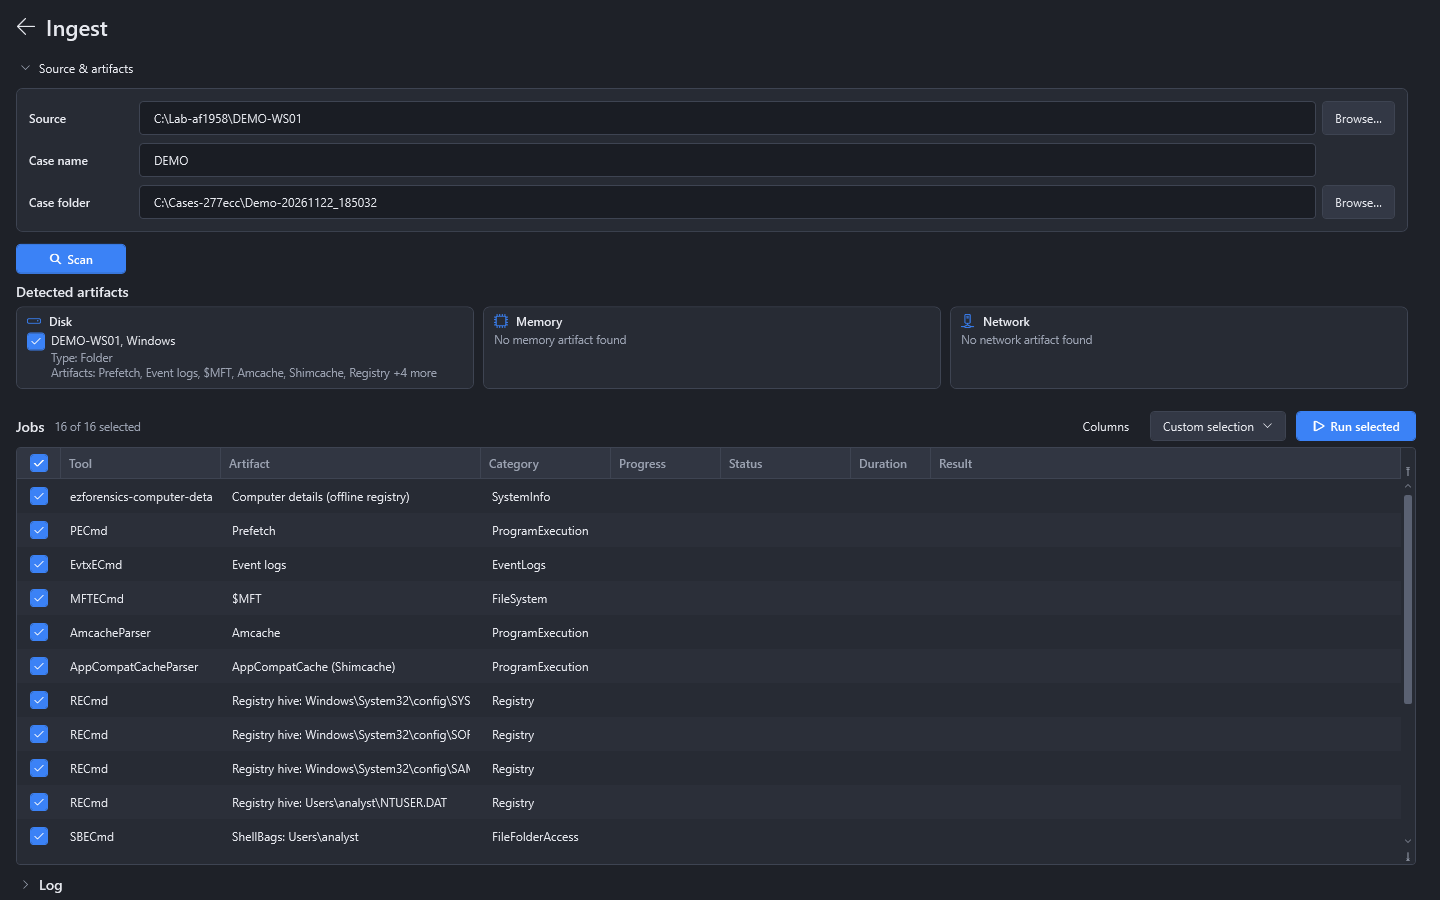 Ingest
Source & artifacts
Source C:\Lab-af1958\DEMO-WS01 Browse...
Case name DEMO
Case folder C:\Cases-277ecc\Demo-20261122_185032 Browse...
Scan
Detected artifacts
Disk
DEMO-WS01, Windows
Type: Folder
Artifacts: Prefetch, Event logs, $MFT, Amcache, Shimcache, Registry +4 more
Memory
No memory artifact found
Network
No network artifact found
Jobs 16 of 16 selected Columns Custom selection Run selected
Tool Artifact Category Progress Status Duration Result
ezforensics-computer-deta Computer details (offline registry) SystemInfo
PECmd Prefetch ProgramExecution
EvtxECmd Event logs EventLogs
MFTECmd $MFT FileSystem
AmcacheParser Amcache ProgramExecution
AppCompatCacheParser AppCompatCache (Shimcache) ProgramExecution
RECmd Registry hive: Windows\System32\config\SYS Registry
RECmd Registry hive: Windows\System32\config\SOF Registry
RECmd Registry hive: Windows\System32\config\SAM Registry
RECmd Registry hive: Users\analyst\NTUSER.DAT Registry
SBECmd ShellBags: Users\analyst FileFolderAccess
Log